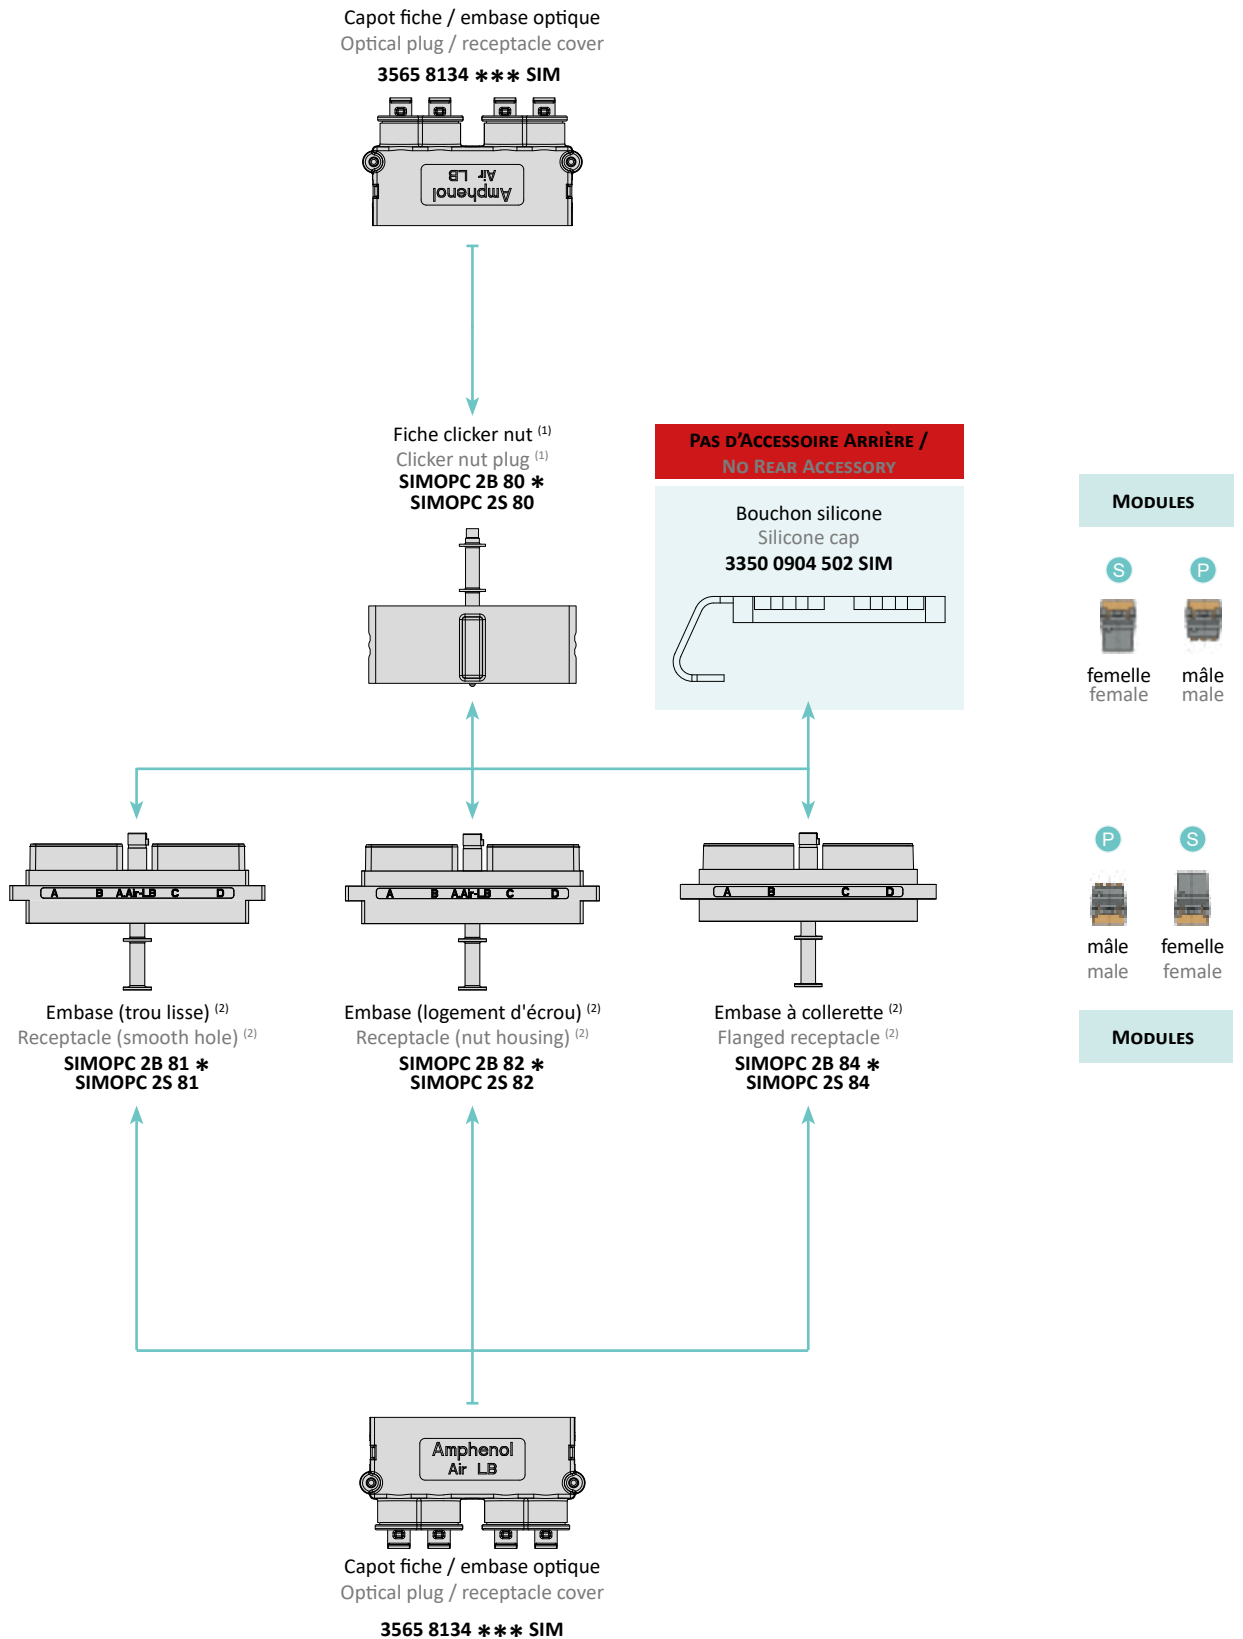 Capot fiche / embase optique
Optical plug / receptacle cover
3565 8134 *** SIM
Amphenol
Air LB
Fiche clicker nut (1)
Clicker nut plug (1)
SIMOPC 2B 80 *
SIMOPC 2S 80
PAS D'ACCESSOIRE ARRIÈRE /
NO REAR ACCESSORY
Bouchon silicone
Silicone cap
3350 0904 502 SIM
MODULES
S P
femelle mâle
female male
A B A.Air-LB C D
A B A.Air-LB C D
A B C D
Embase (trou lisse) (2)
Receptacle (smooth hole) (2)
SIMOPC 2B 81 *
SIMOPC 2S 81
Embase (logement d'écrou) (2)
Receptacle (nut housing) (2)
SIMOPC 2B 82 *
SIMOPC 2S 82
Embase à collerette (2)
Flanged receptacle (2)
SIMOPC 2B 84 *
SIMOPC 2S 84
P S
mâle femelle
male female
MODULES
Amphenol
Air LB
Capot fiche / embase optique
Optical plug / receptacle cover
3565 8134 *** SIM